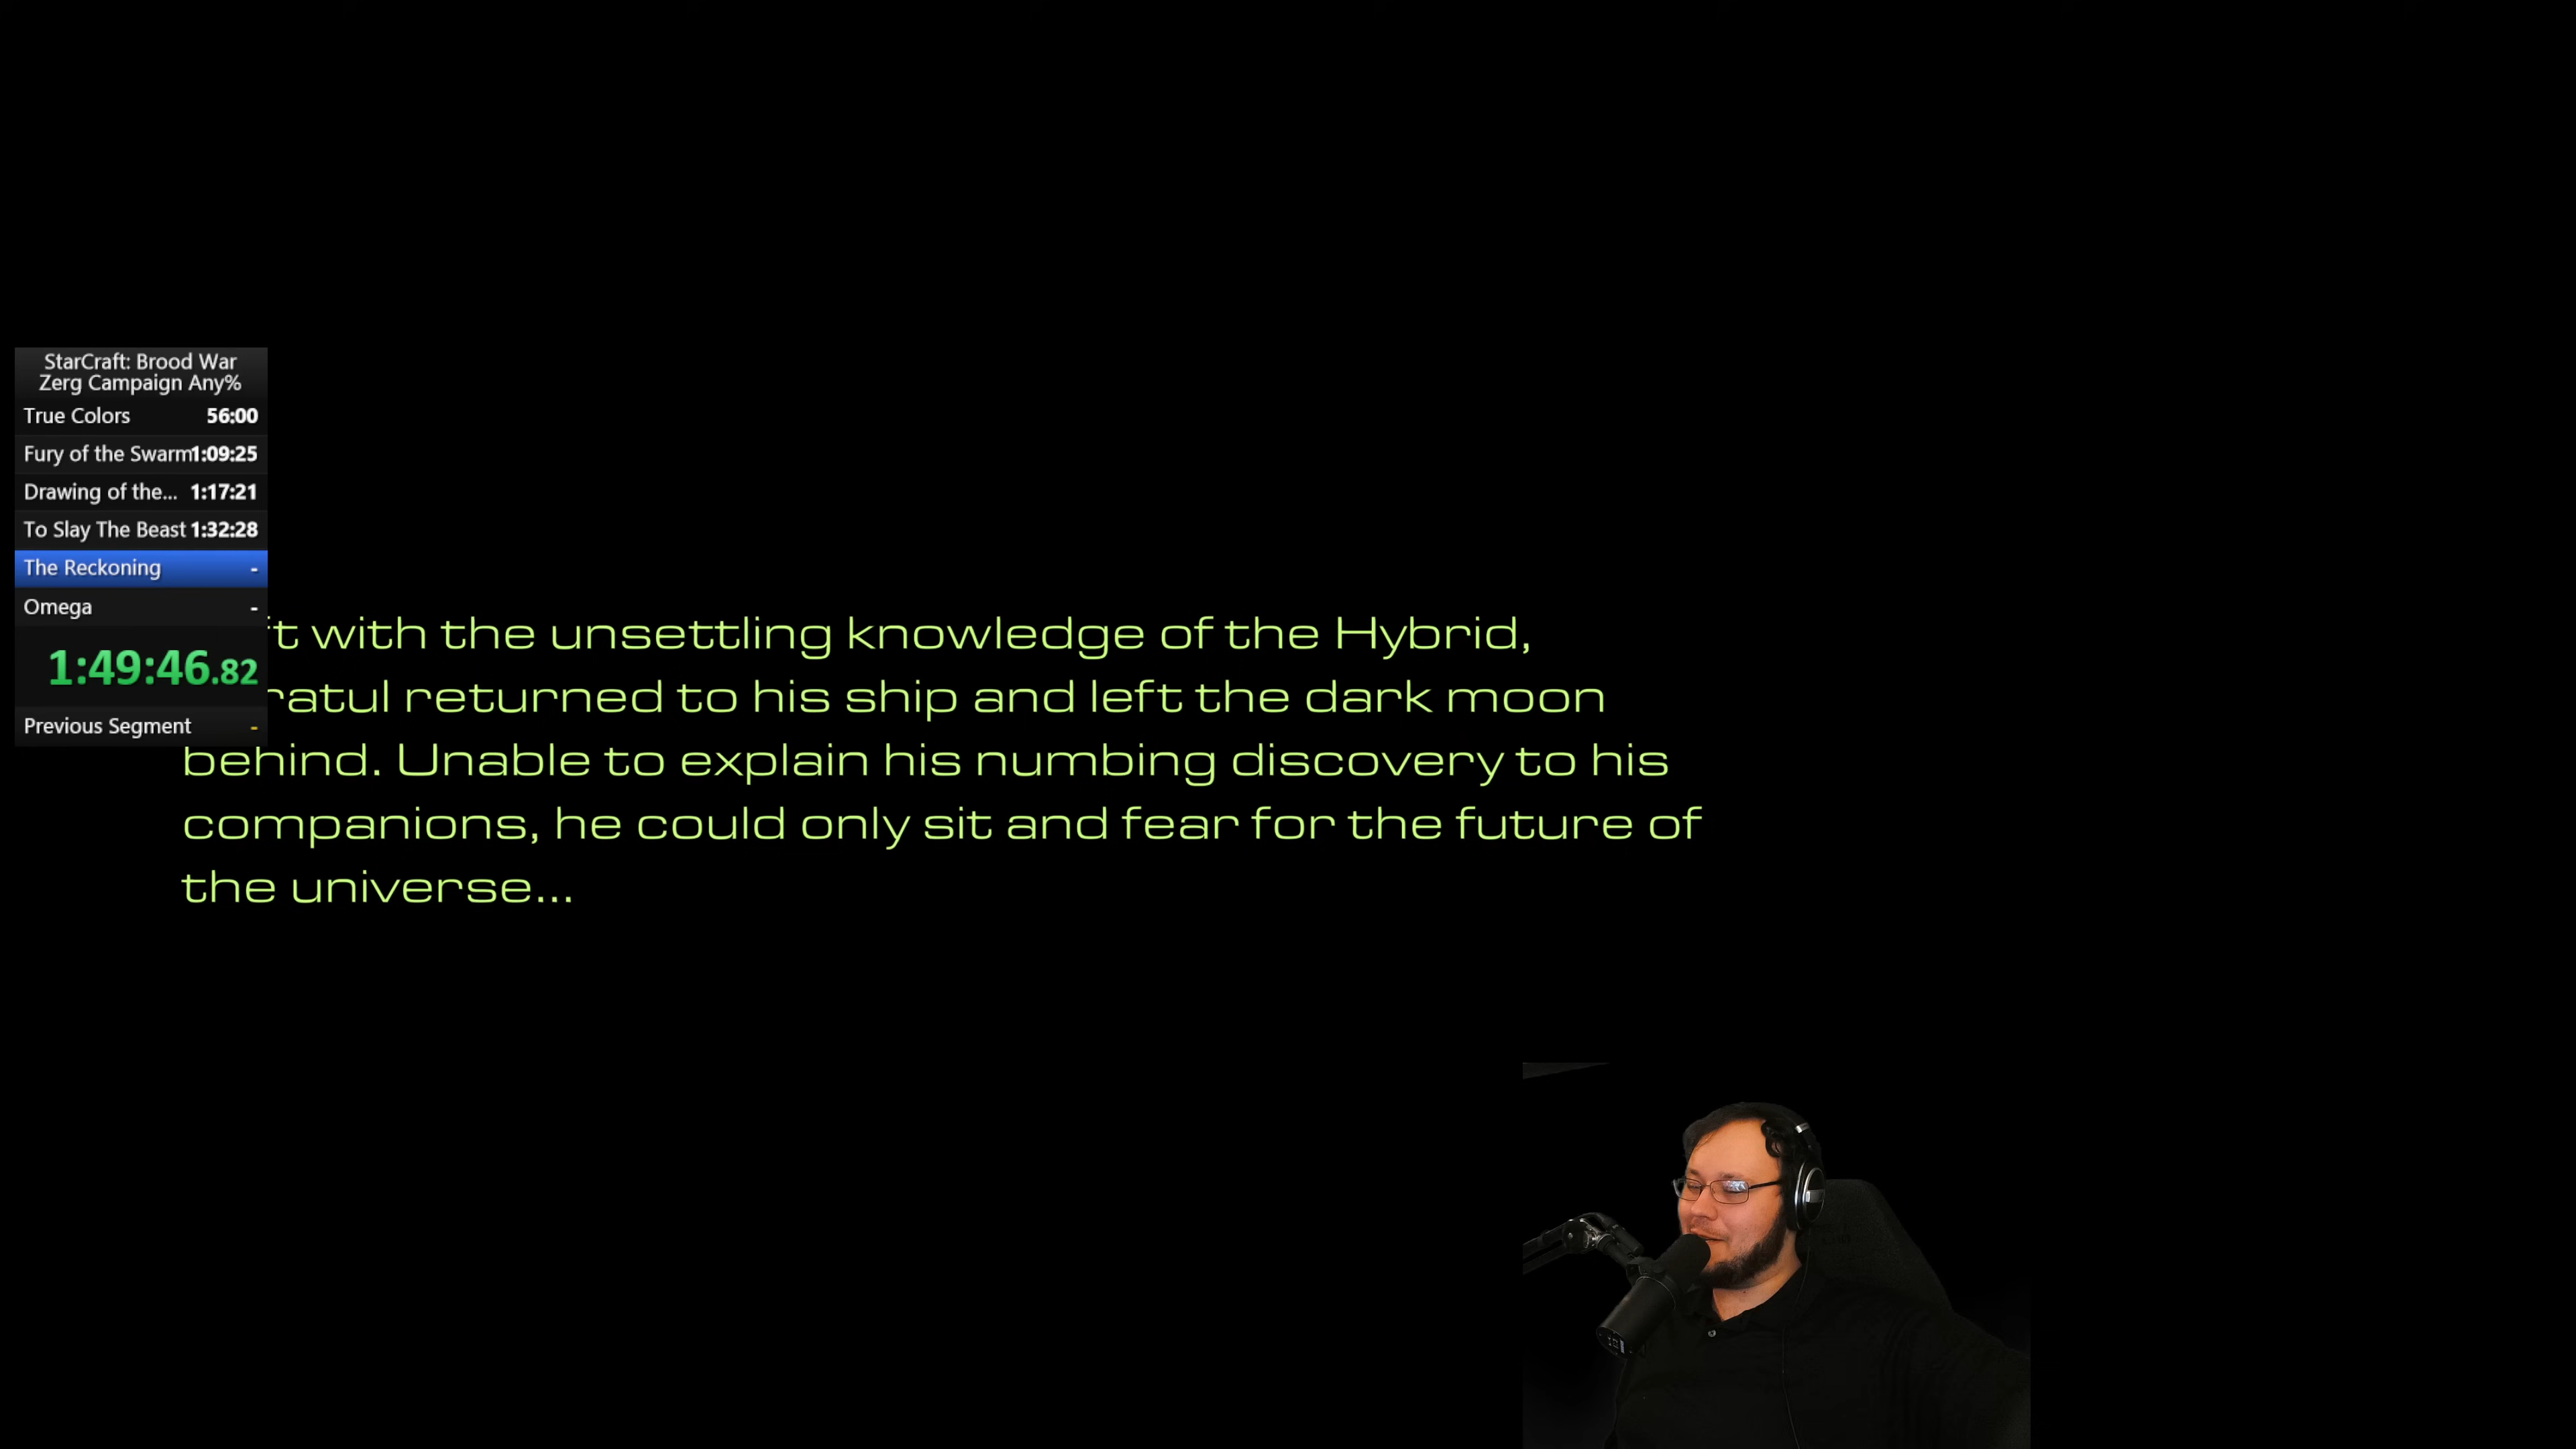 StarCraft: Brood War
Zerg Campaign Any%
True Colors 56:00
Fury of the Swarm 1:09:25
Drawing of the... 1:17:21
To Slay The Beast 1:32:28
The Reckoning -
Omega -
1:49:46.82
Previous Segment -
with the unsettling knowledge of the Hybrid,
returned to his ship and left the dark moon
behind. Unable to explain his numbing discovery to his
companions, he could only sit and fear for the future of
the universe...